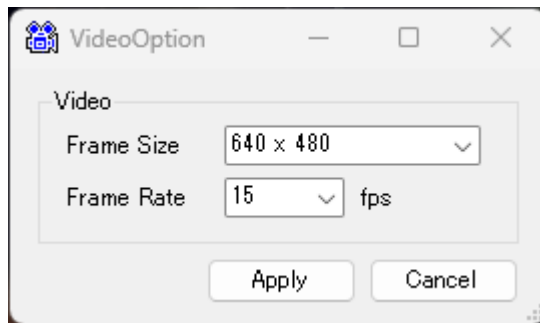 VideoOption
Video
Frame Size 640 x 480
Frame Rate 15 fps
Apply Cancel